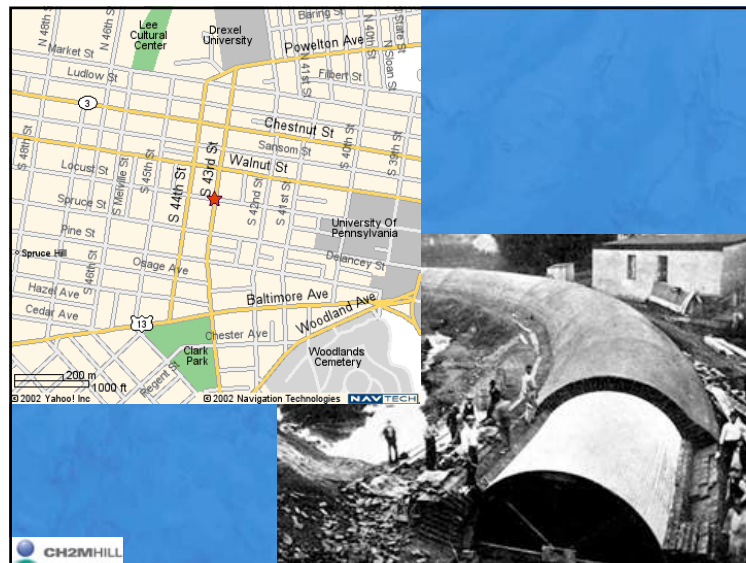 N 48th St
N 46th St
Lee
Cultural
Center
Drexel
University
Baring St
N 40th St
N State St
Powelton Ave
N 41st St
N Sloan St
Market St
Ludlow St
Filbert St
3
Chestnut St
Sansom St
S 48th St
Locust St
S Melville St
S 45th St
S 44th St
S 43rd St
Walnut St
S 40th St
S 39th St
Spruce St
S 42nd St
S 41st St
University Of
Pennsylvania
Pine St
Spruce Hill
S 46th St
Osage Ave
Delancey St
Hazel Ave
Cedar Ave
Baltimore Ave
Woodland Ave
13
Chester Ave
Clark
Park
Woodlands
Cemetery
Regent St
200 m
1000 ft
© 2002 Yahoo! Inc
© 2002 Navigation Technologies
NAVTECH
CH2MHILL